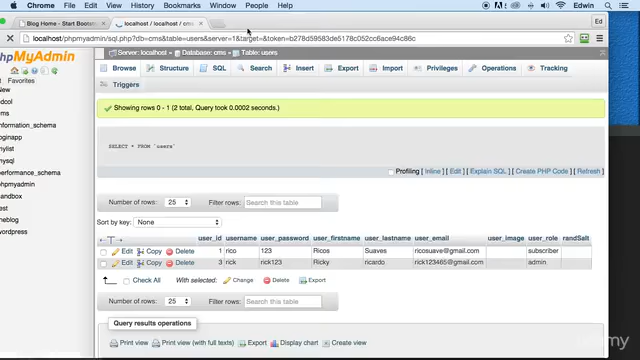 Chrome File Edit View History Bookmarks Window People Help Edwin
Blog Home - Start Bootst localhost / localhost / cms Ed
localhost/phpmyadmin/sql.php?db=cms&table=users&server=1&target=&token=b278d59583de5178c052cc6ace94c86c
phpMyAdmin
Server: localhost » Database: cms » Table: users
Recent Favorites
Browse Structure SQL Search Insert Export Import Privileges Operations Tracking
Triggers
New
Showing rows 0 - 1 (2 total, Query took 0.0002 seconds.)
information_schema
loginapp
performance_schema
phpmyadmin
wordpress
SELECT * FROM `users`
Profiling [ Inline ] [ Edit ] [ Explain SQL ] [ Create PHP Code ] [ Refresh ]
Number of rows: 25 Filter rows: Search this table
Sort by key: None
user_id username user_password user_firstname user_lastname user_email user_image user_role randSalt
Edit Copy Delete 1 rico 123 Ricos Suaves ricosuave@gmail.com subscriber
Edit Copy Delete 3 rick rick123 Ricky ricardo rick123465@gmail.com admin
Check All With selected: Change Delete Export
Number of rows: 25 Filter rows: Search this table
Query results operations
Print view Print view (with full texts) Export Display chart Create view